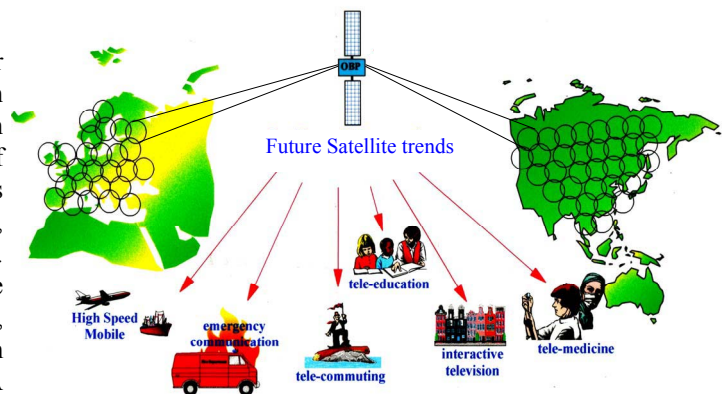 OBP
Future Satellite trends
tele-education
High Speed
Mobile
emergency
communication
tele-commuting
interactive
television
tele-medicine